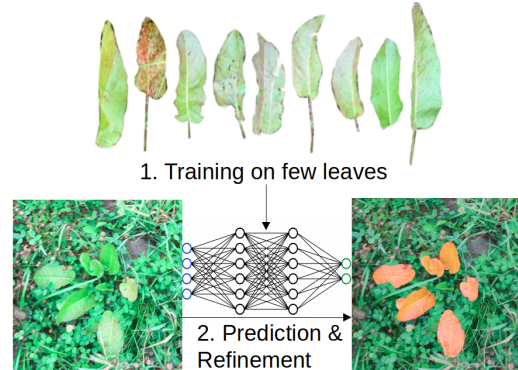 1. Training on few leaves
2. Prediction &
Refinement